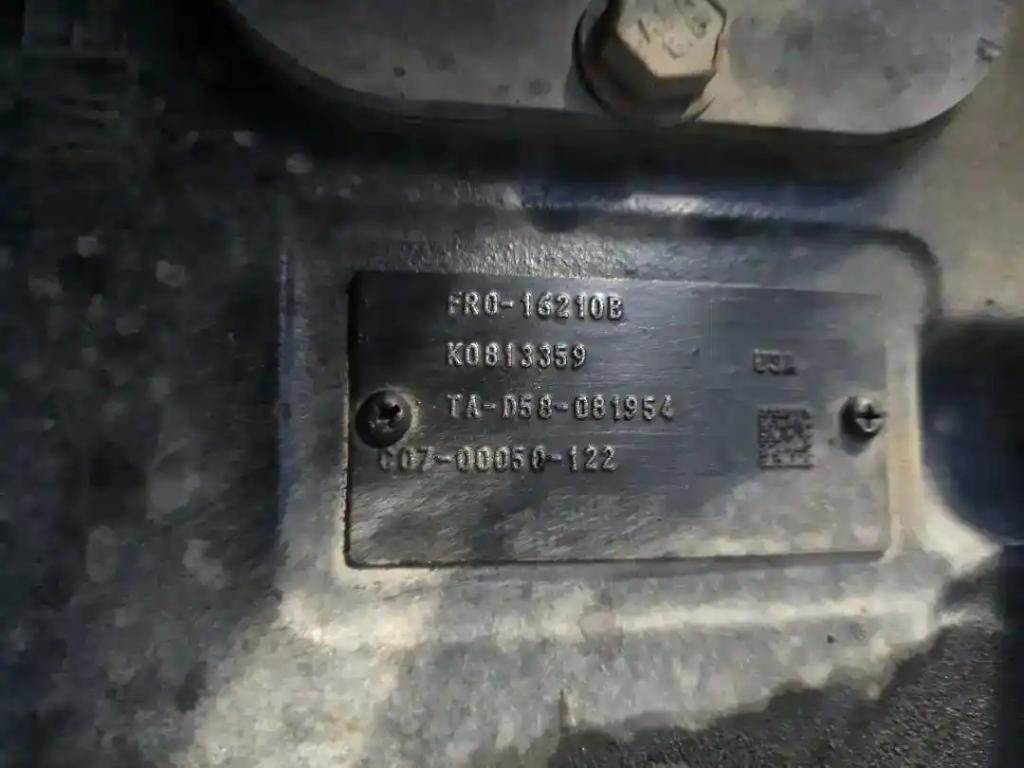 FRO-16210B
K0813359
USA
TA-D58-081954
C07-00050-122